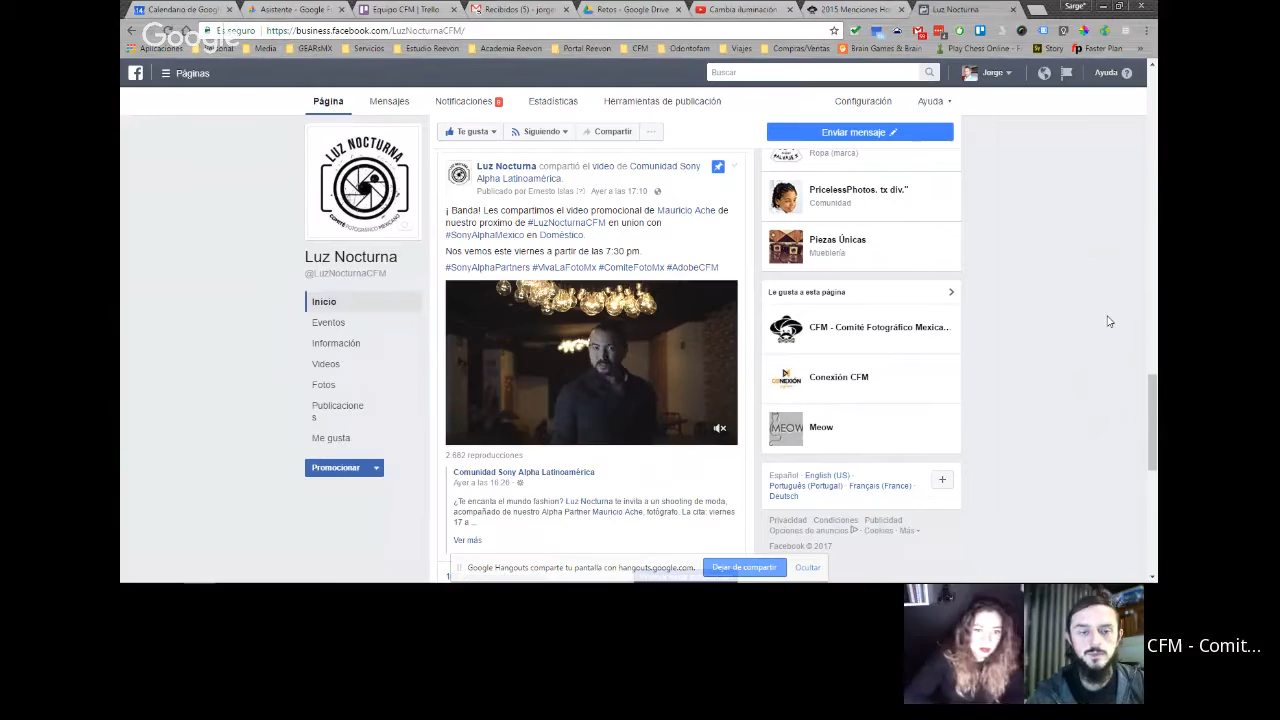 Calendario de Googl
Asistente - Google F
Equipo CFM | Trello
Recibidos (5) - jorge
Retos - Google Drive
Cambia iluminación
2015 Menciones Ho
Luz Nocturna
Sarge°
Google
Es seguro
https://business.facebook.com/LuzNocturnaCFM/
Aplicaciones
Personal
Media
GEARsMX
Servicios
Estudio Reevon
Academia Reevon
Portal Reevon
CFM
Odontofam
Viajes
Compras/Ventas
Brain Games & Brain
Play Chess Online - F
Story
Faster Plan
Páginas
Buscar
Jorge
Ayuda
Página
Mensajes
Notificaciones
Estadísticas
Herramientas de publicación
Configuración
Ayuda
Te gusta
Siguiendo
Compartir
Enviar mensaje
LUZ NOCTURNA
COMITÉ FOTOGRÁFICO MEXICANO
Luz Nocturna
@LuzNocturnaCFM
Inicio
Eventos
Información
Videos
Fotos
Publicacione
s
Me gusta
Promocionar
Luz Nocturna compartió el video de Comunidad Sony
Alpha Latinoamérica.
Publicado por Ernesto Islas [?] · Ayer a las 17:10 ·
¡ Banda! Les compartimos el video promocional de Mauricio Ache de
nuestro proximo de #LuzNocturnaCFM en union con
#SonyAlphaMexico en Doméstico.
Nos vemos este viernes a partir de las 7:30 pm.
#SonyAlphaPartners #VivaLaFotoMx #ComiteFotoMx #AdobeCFM
2.662 reproducciones
Comunidad Sony Alpha Latinoamérica
Ayer a las 16:26 ·
¿Te encanta el mundo fashion? Luz Nocturna te invita a un shooting de moda,
acompañado de nuestro Alpha Partner Mauricio Ache, fotógrafo. La cita: viernes
17 a ...
Ver más
Ropa (marca)
PricelessPhotos. tx div."
Comunidad
Piezas Únicas
Mueblería
Le gusta a esta página
CFM - Comité Fotográfico Mexica...
Conexión CFM
MEOW
Meow
Español · English (US) ·
Português (Portugal) · Français (France) ·
Deutsch
Privacidad · Condiciones · Publicidad ·
Opciones de anuncios · Cookies · Más
Facebook © 2017
Google Hangouts comparte tu pantalla con hangouts.google.com.
Dejar de compartir
Ocultar
CFM - Comit...